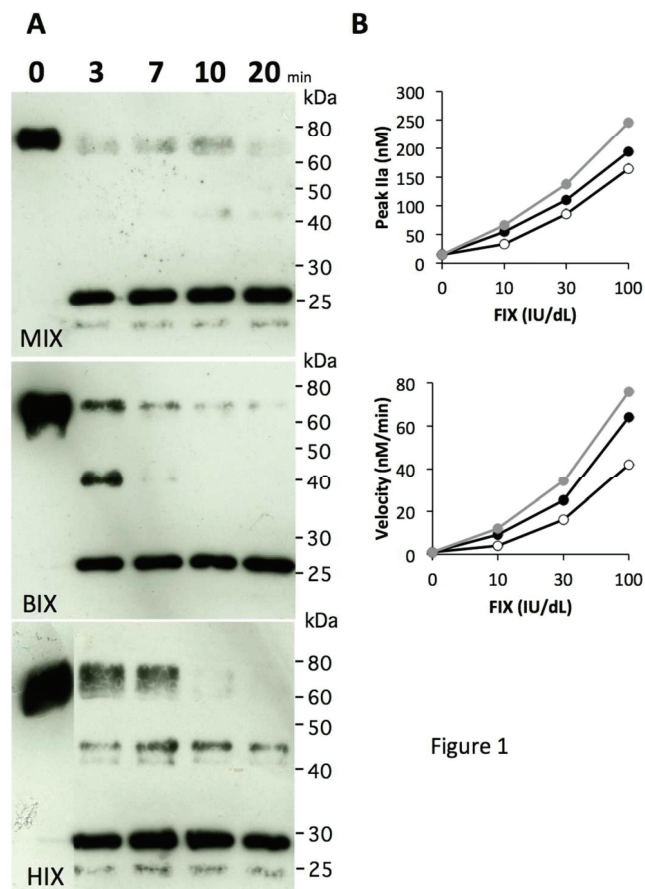 A
0 3 7 10 20 min
kDa
80
60
50
40
30
25
MIX
kDa
80
60
50
40
30
25
BIX
kDa
80
60
50
40
30
25
HIX
B
Peak IIa (nM)
300
250
200
150
100
50
0
0 10 30 100
FIX (IU/dL)
Velocity (nM/min)
80
60
40
20
0
0 10 30 100
FIX (IU/dL)
Figure 1